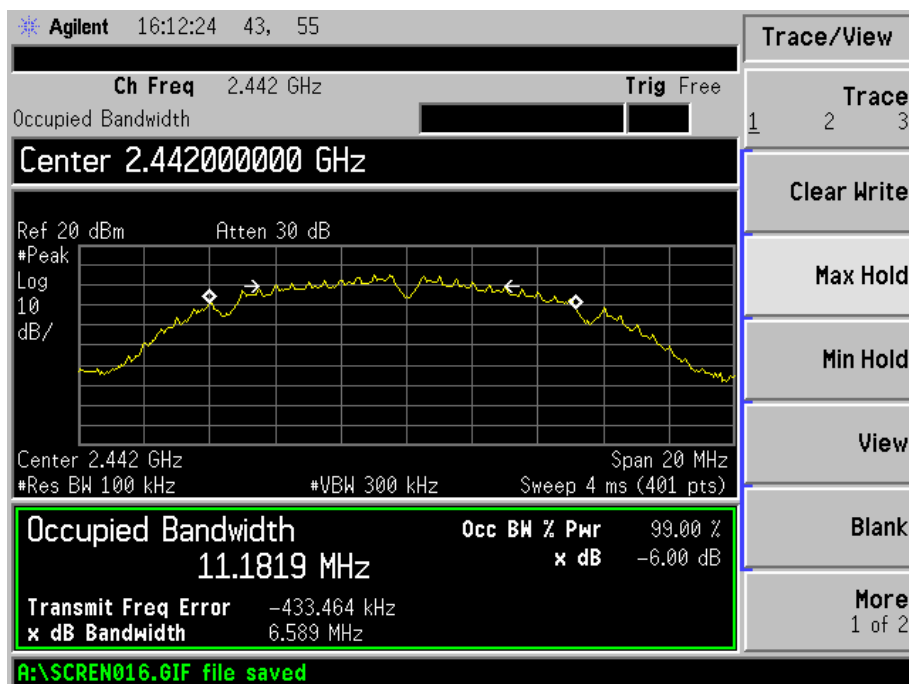 Agilent 16:12:24 43, 55
Trace/View
Ch Freq 2.442 GHz Trig Free
Occupied Bandwidth
Center 2.442000000 GHz
Ref 20 dBm Atten 30 dB
#Peak
Log
10
dB/
Center 2.442 GHz Span 20 MHz
#Res BW 100 kHz #VBW 300 kHz Sweep 4 ms (401 pts)
Occupied Bandwidth Occ BW % Pwr 99.00 %
11.1819 MHz x dB -6.00 dB
Transmit Freq Error -433.464 kHz
x dB Bandwidth 6.589 MHz
A:\SCREN016.GIF file saved
Trace
1 2 3
Clear Write
Max Hold
Min Hold
View
Blank
More
1 of 2